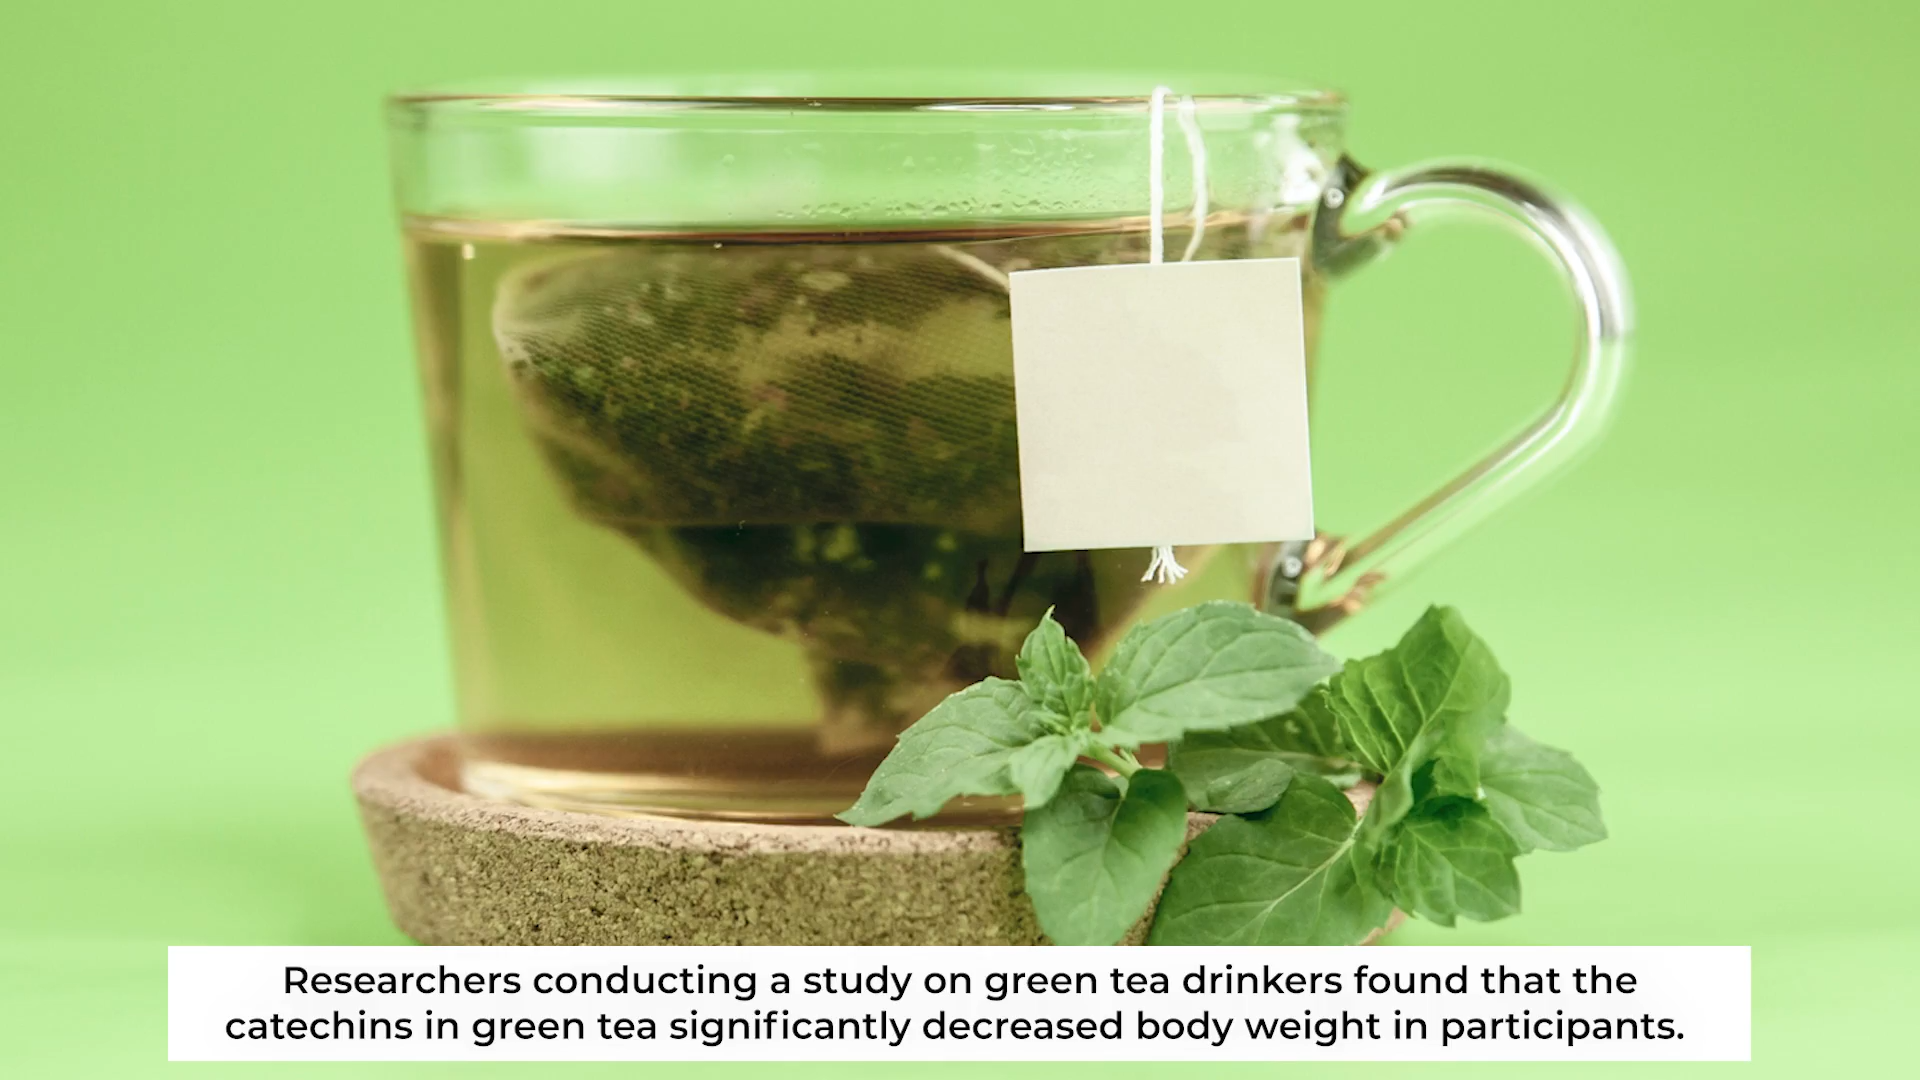 Researchers conducting a study on green tea drinkers found that the
catechins in green tea significantly decreased body weight in participants.